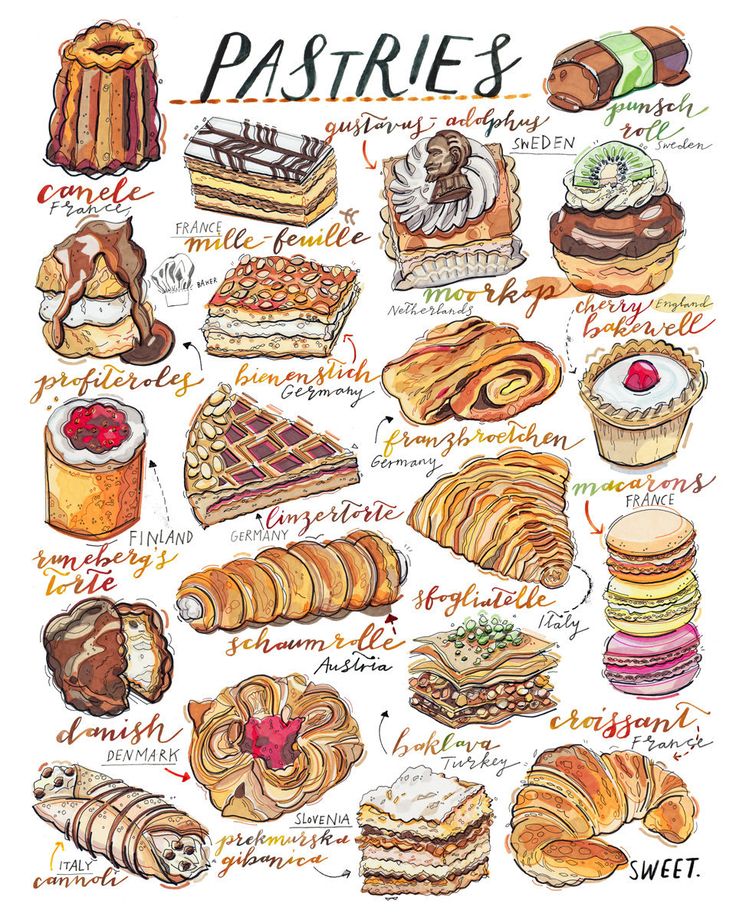 PASTRIES
punsch
roll
Sweden
gustavus-adolphus
SWEDEN
canele
France
FRANCE
mille-feuille
BAKER
moorkop
Netherlands
cherry
England
bakewell
profiteroles
bienenstich
Germany
franzbroetchen
Germany
macarons
FRANCE
linzertorte
GERMANY
FINLAND
runeberg's
torte
sfogliatelle
Italy
schaumrolle
Austria
danish
DENMARK
baklava
Turkey
croissant
France
SLOVENIA
prekmurska
gibanica
ITALY
cannoli
SWEET.